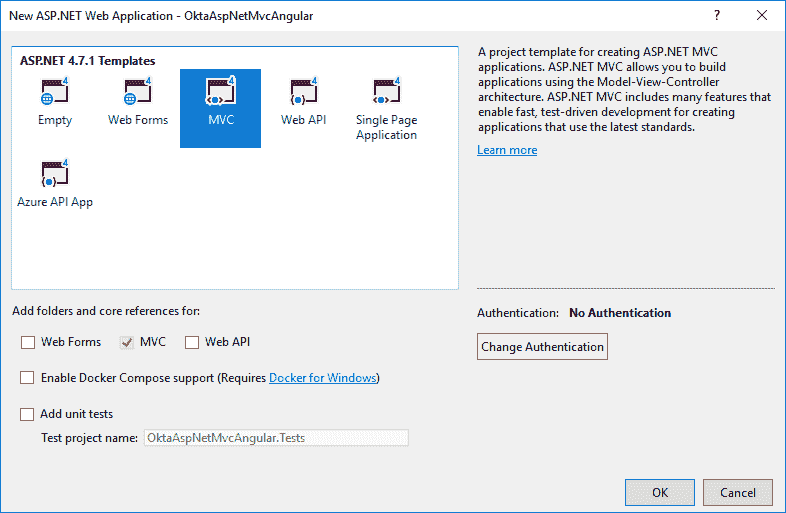 New ASP.NET Web Application - OktaAspNetMvcAngular
ASP.NET 4.7.1 Templates
4 4 4 4 4
Empty Web Forms MVC Web API Single Page
Application
4
Azure API App
A project template for creating ASP.NET MVC
applications. ASP.NET MVC allows you to build
applications using the Model-View-Controller
architecture. ASP.NET MVC includes many features that
enable fast, test-driven development for creating
applications that use the latest standards.
Learn more
Add folders and core references for:
Web Forms MVC Web API
Enable Docker Compose support (Requires Docker for Windows)
Add unit tests
Test project name: OktaAspNetMvcAngular.Tests
Authentication: No Authentication
Change Authentication
OK Cancel